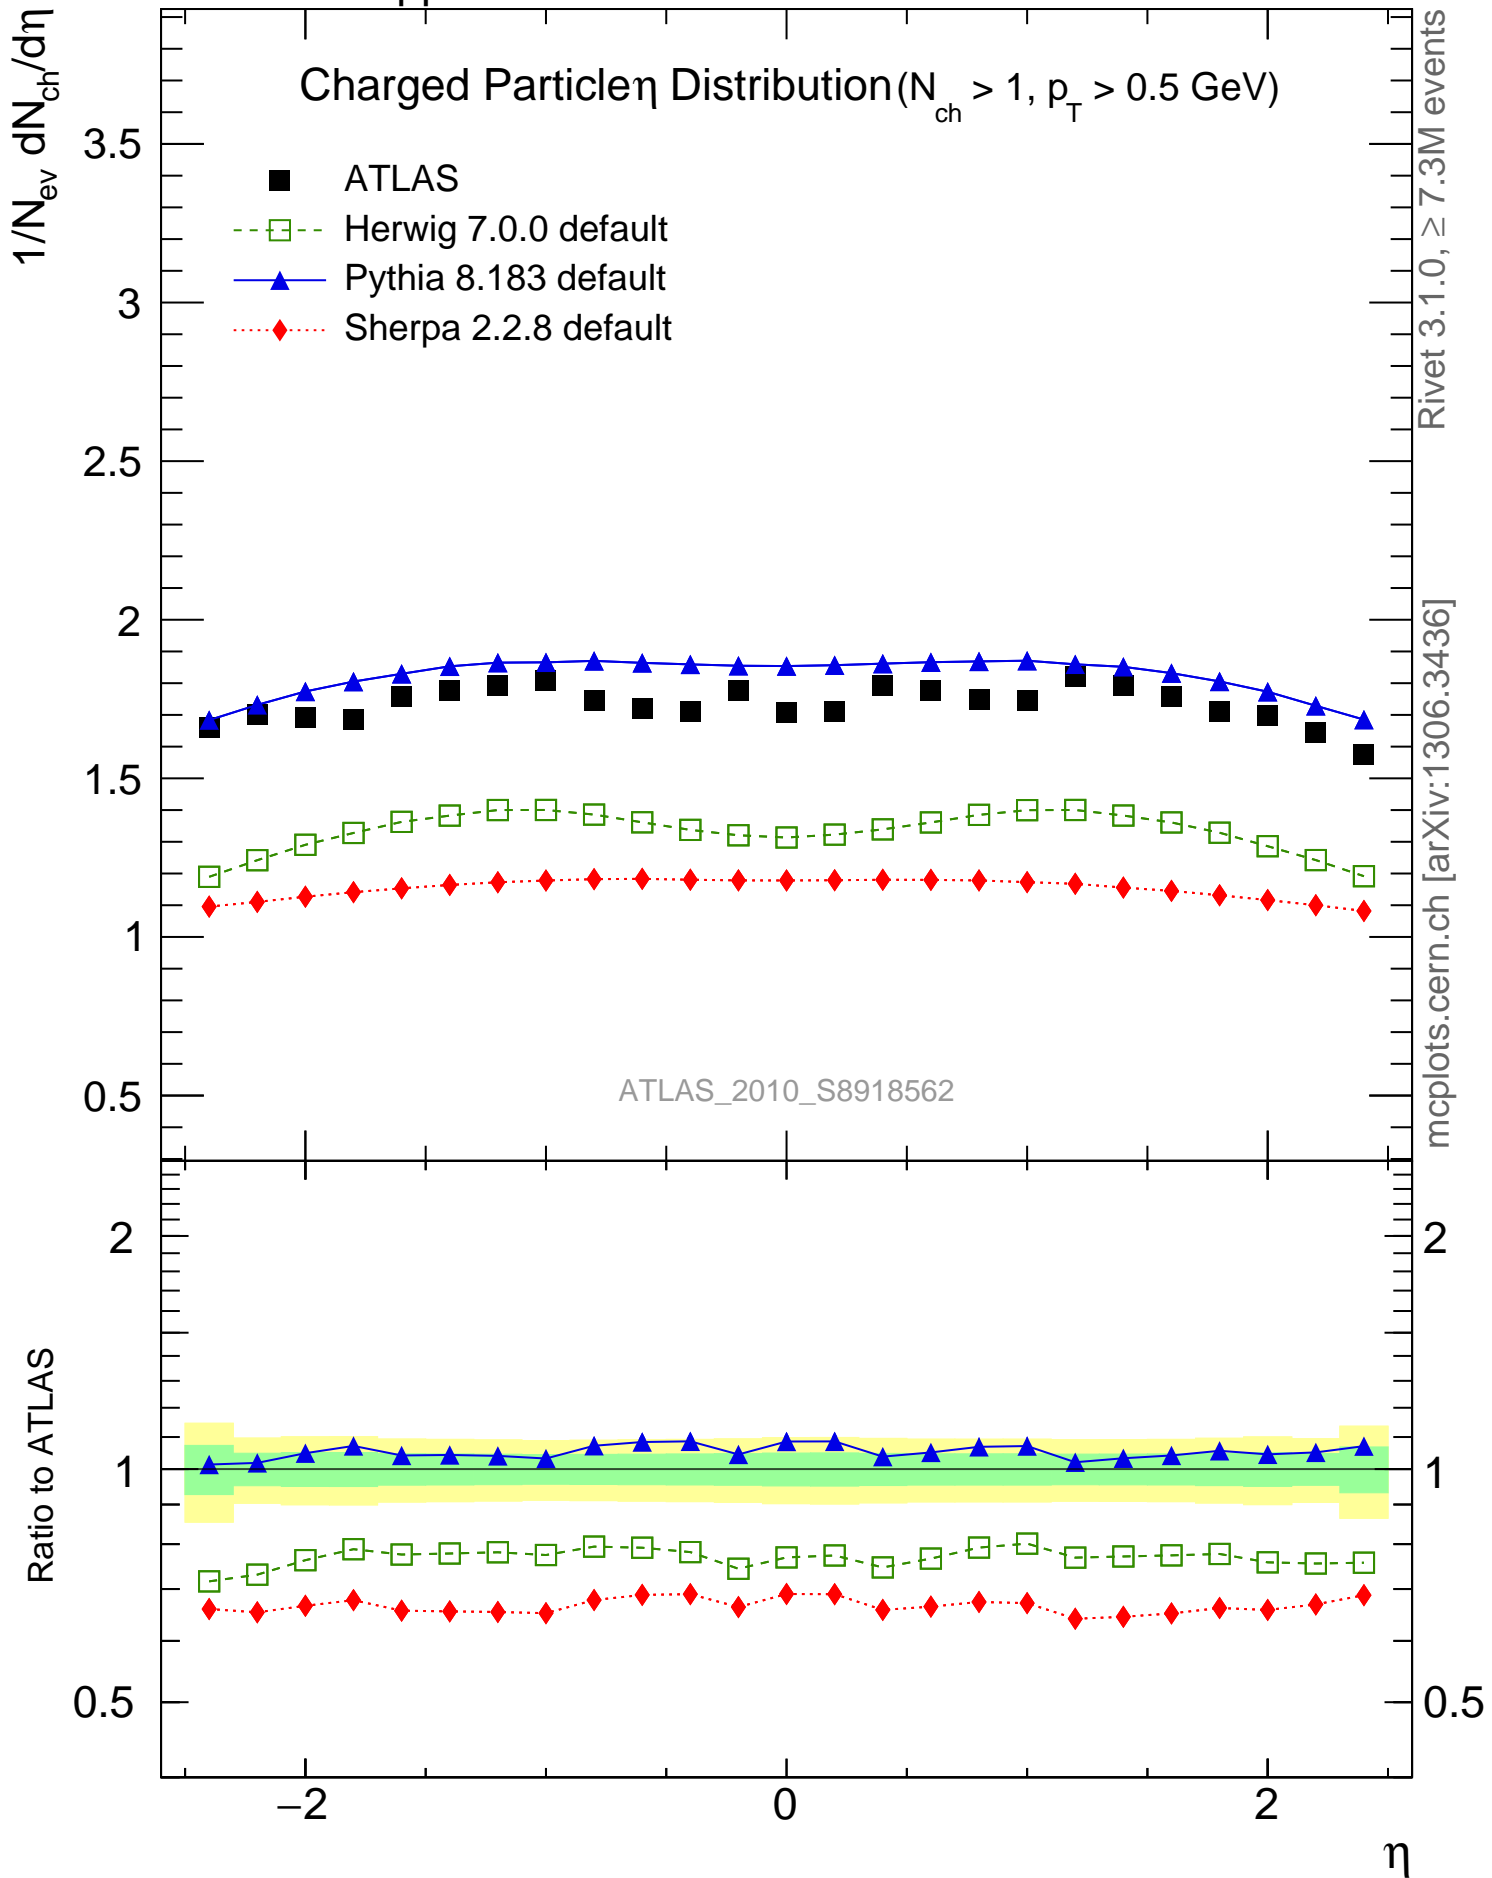 1/N_ev dN_ch/dη
Charged Particleη Distribution (N_ch > 1, p_T > 0.5 GeV)
ATLAS
Herwig 7.0.0 default
Pythia 8.183 default
Sherpa 2.2.8 default
3.5
3
2.5
2
1.5
1
0.5
ATLAS_2010_S8918562
Rivet 3.1.0, ≥ 7.3M events
mcplots.cern.ch [arXiv:1306.3436]
Ratio to ATLAS
2
1
0.5
2
1
0.5
−2
0
2
η